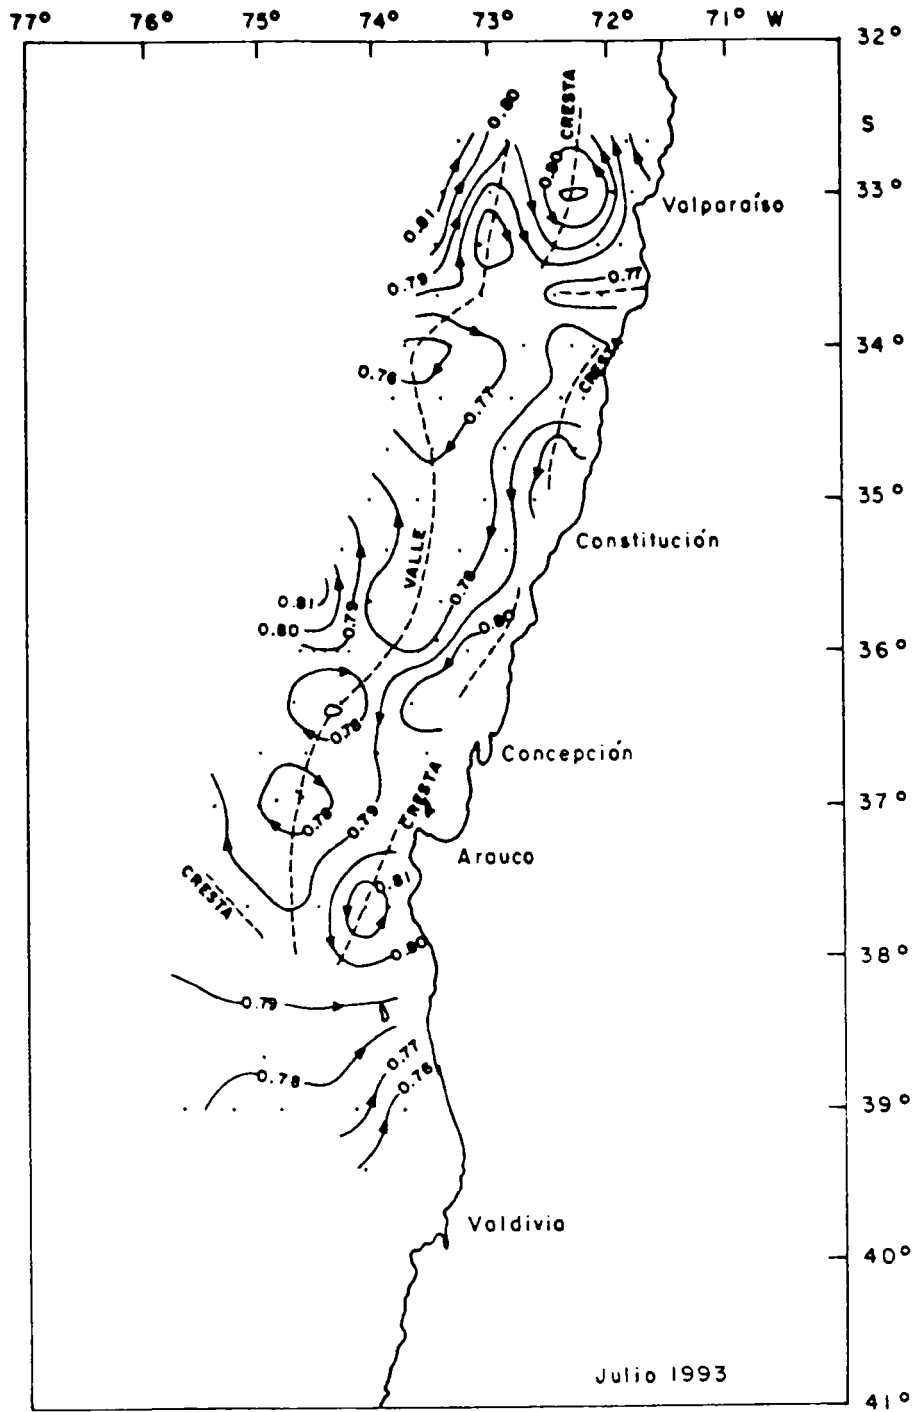 77° 76° 75° 74° 73° 72° 71° W
32°
S
0.80
CRESTA
0.80
33°
Valparaíso
0.81
0.79
0.77
34°
0.76
CRESTA
0.77
35°
Constitución
VALLE
0.78
0.81
0.79
0.80
0.80
36°
0.78
Concepción
CRESTA
37°
0.78
0.79
Arauco
CRESTA
0.81
0.80
38°
0.79
0.77
0.78
0.76
39°
Valdivia
40°
Julio 1993
41°